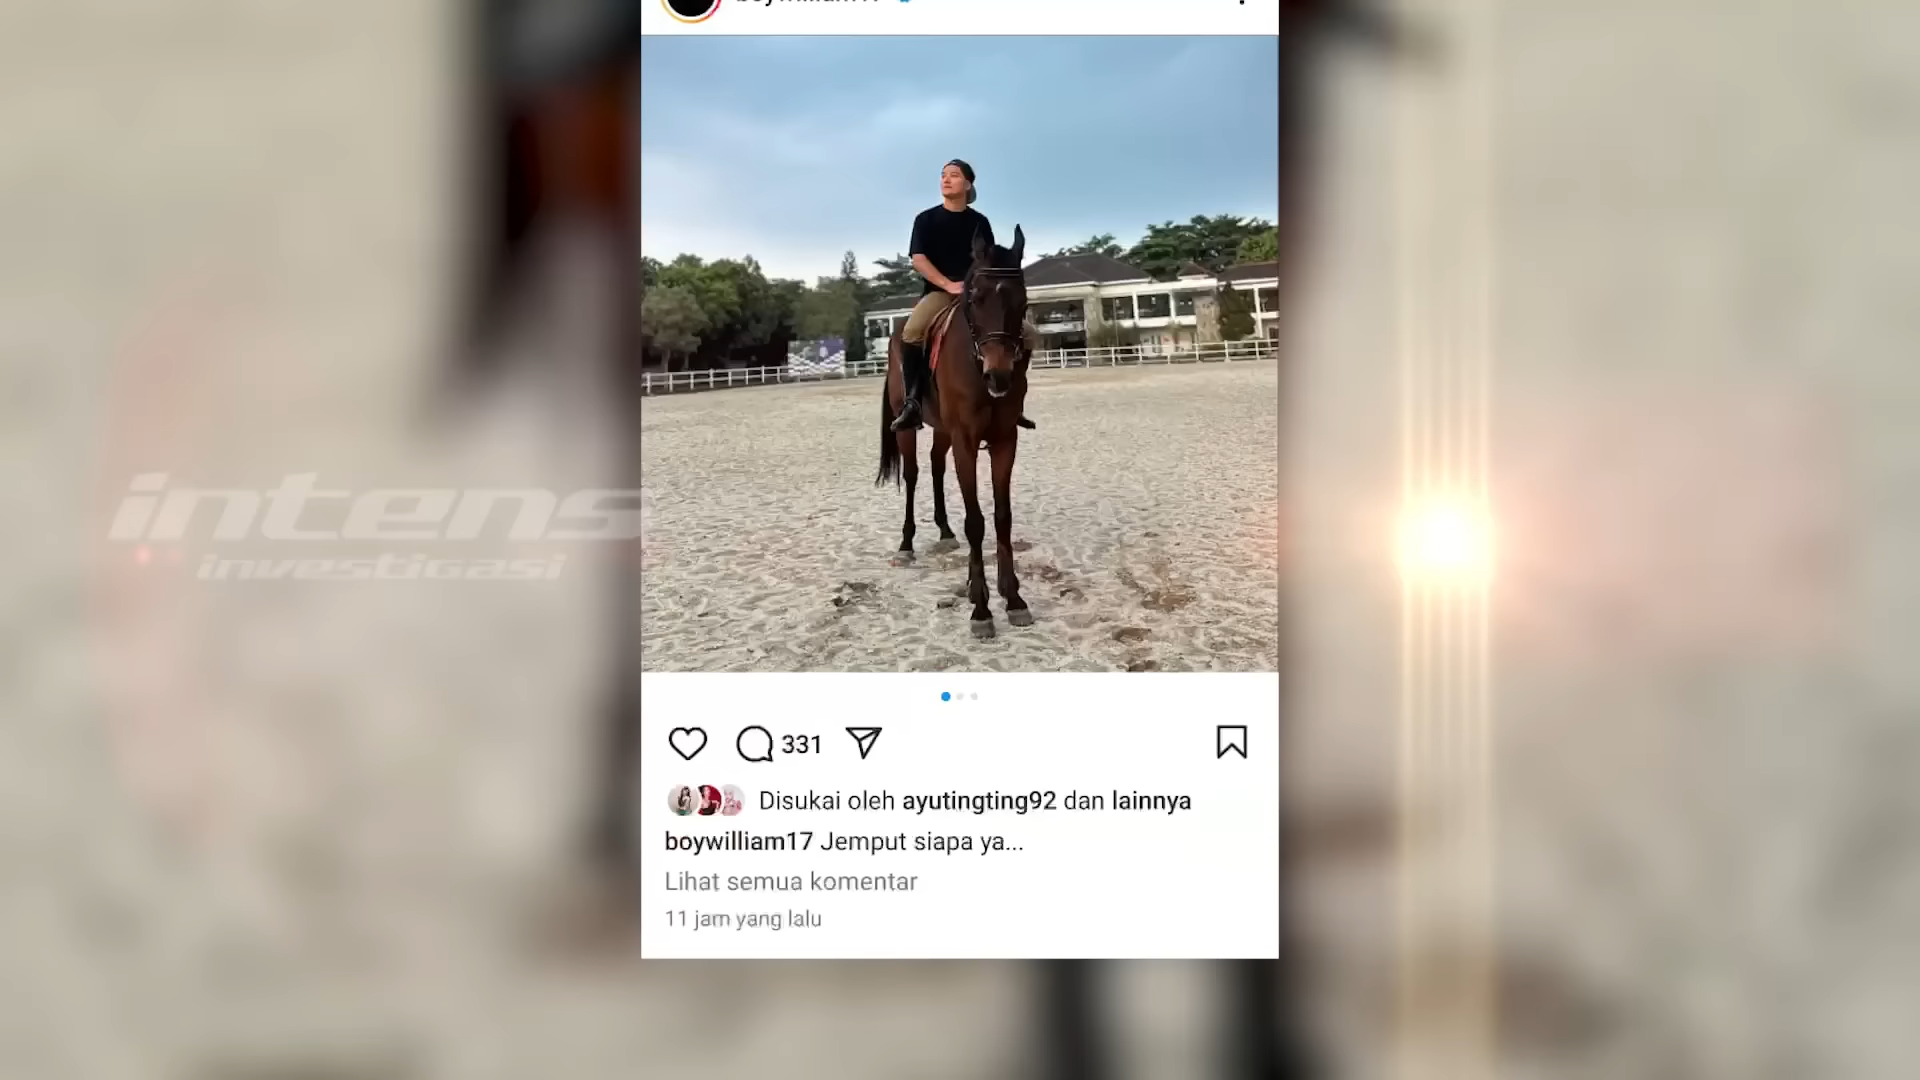 boywilliam17
intens
investigasi
331
Disukai oleh ayutingting92 dan lainnya
boywilliam17 Jemput siapa ya...
Lihat semua komentar
11 jam yang lalu